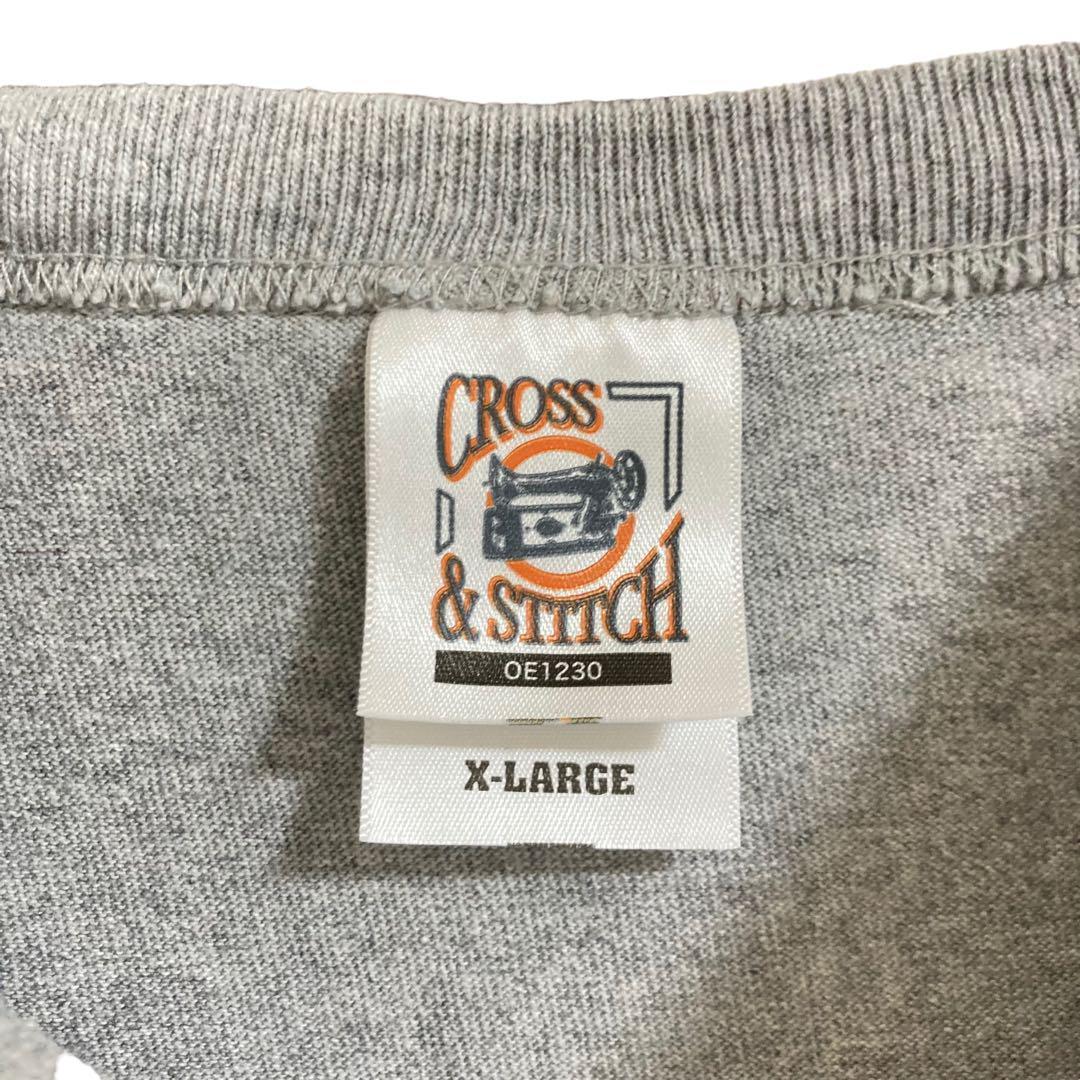 CROSS
& STITCH
OE1230
X-LARGE